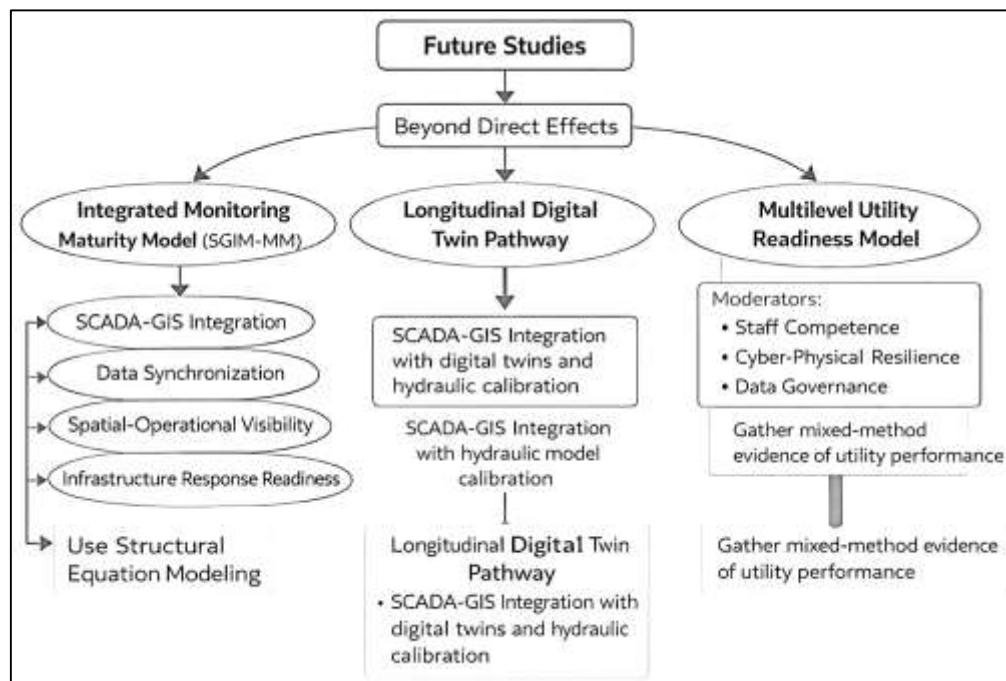 Future Studies
Beyond Direct Effects
Integrated Monitoring
Maturity Model (SGIM-MM)
SCADA-GIS Integration
Data Synchronization
Spatial-Operational Visibility
Infrastructure Response Readiness
Use Structural
Equation Modeling
Longitudinal Digital
Twin Pathway
SCADA-GIS Integration
with digital twins and
hydraulic calibration
SCADA-GIS Integration
with hydraulic model
calibration
Longitudinal Digital Twin
Pathway
• SCADA-GIS Integration with
digital twins and hydraulic
calibration
Multilevel Utility
Readiness Model
Moderators:
• Staff Competence
• Cyber-Physical Resilience
• Data Governance
Gather mixed-method
evidence of utility performance
Gather mixed-method evidence
of utility performance